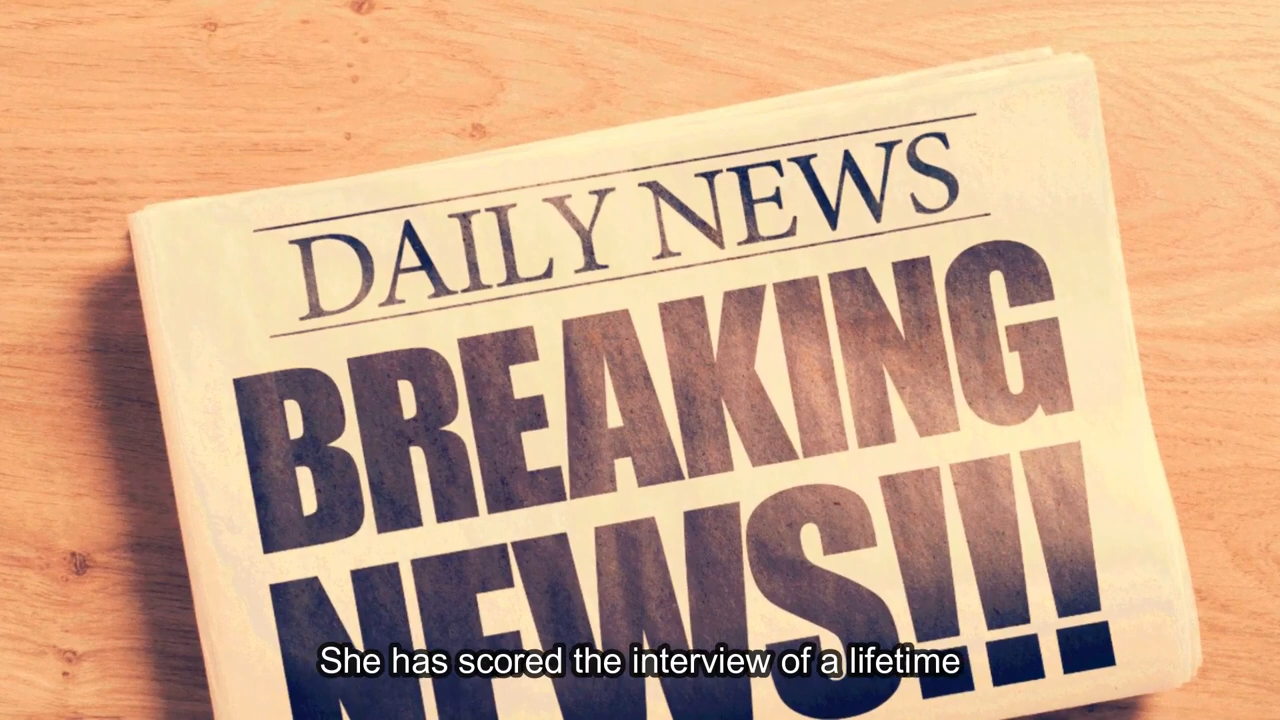 DAILY NEWS
BREAKING
NEWS!!!
She has scored the interview of a lifetime